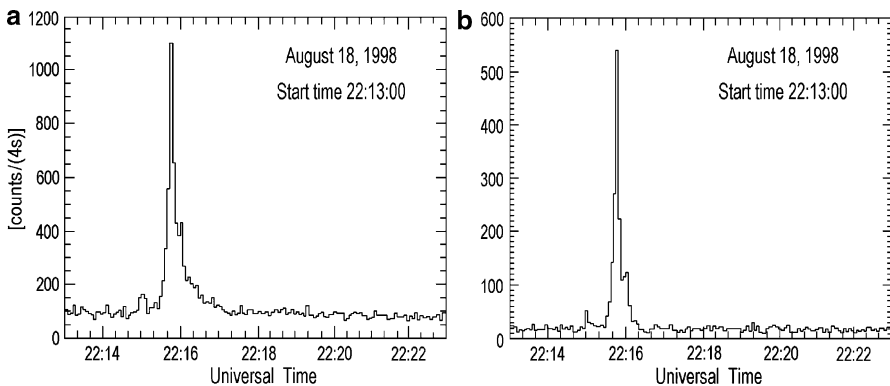 a
1200
1000
800
600
400
200
0
[counts/(4s)]
August 18, 1998
Start time 22:13:00
22:14 22:16 22:18 22:20 22:22
Universal Time
b
600
500
400
300
200
100
0
August 18, 1998
Start time 22:13:00
22:14 22:16 22:18 22:20 22:22
Universal Time